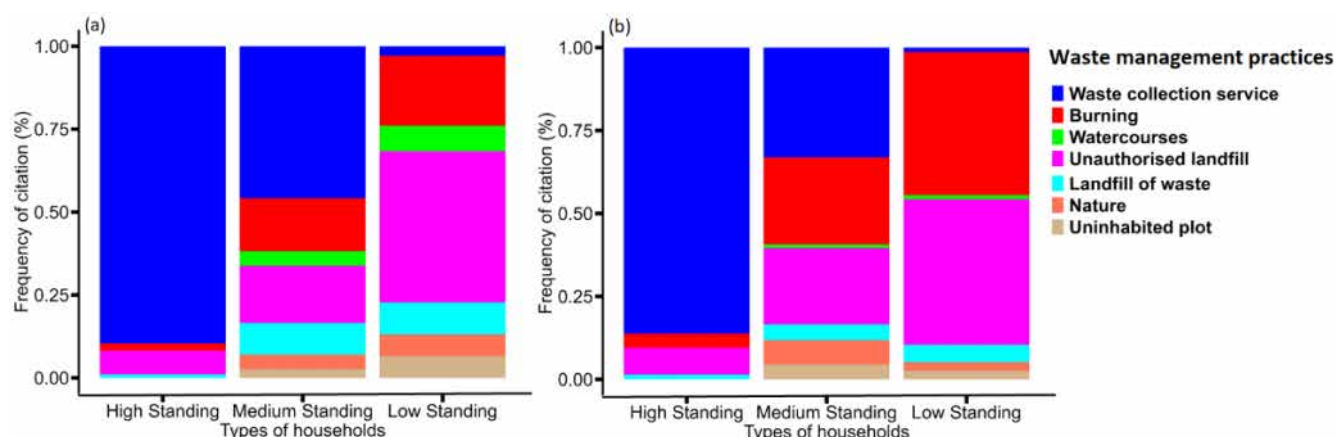 (a)
Frequency of citation (%)
1.00
0.75
0.50
0.25
0.00
High Standing Medium Standing Low Standing
Types of households
(b)
Frequency of citation (%)
1.00
0.75
0.50
0.25
0.00
High Standing Medium Standing Low Standing
Types of households
Waste management practices
Waste collection service
Burning
Watercourses
Unauthorised landfill
Landfill of waste
Nature
Uninhabited plot